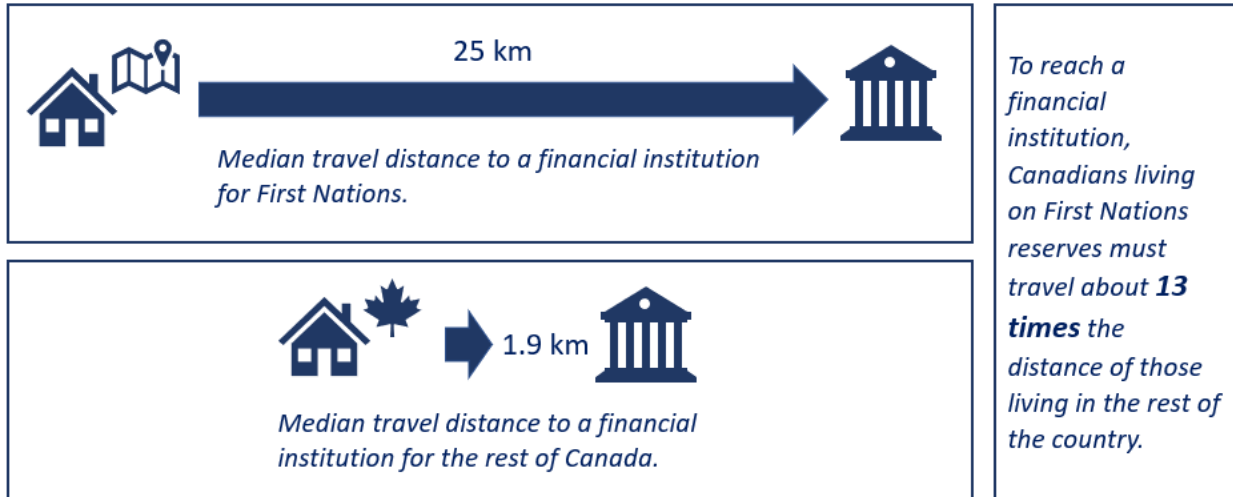 25 km
Median travel distance to a financial institution
for First Nations.
1.9 km
Median travel distance to a financial
institution for the rest of Canada.
To reach a
financial
institution,
Canadians living
on First Nations
reserves must
travel about 13
times the
distance of those
living in the rest of
the country.